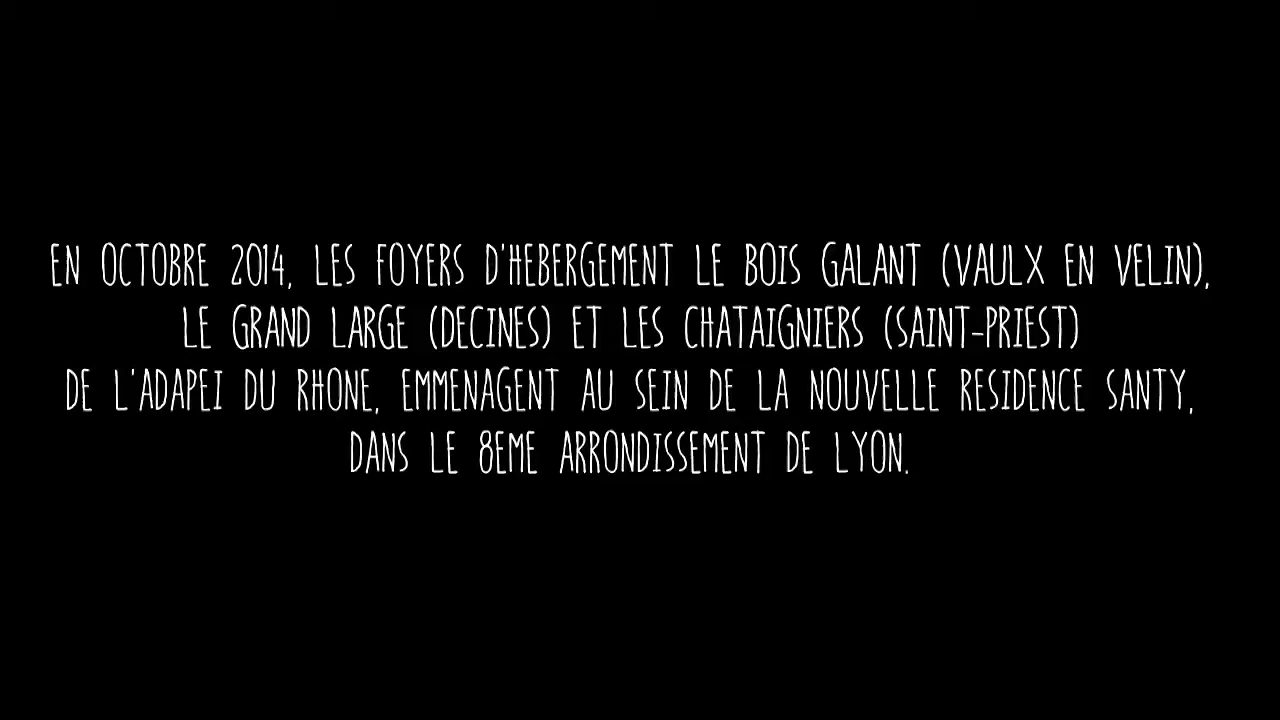 EN OCTOBRE 2014, LES FOYERS D'HEBERGEMENT LE BOIS GALANT (VAULX EN VELIN),
LE GRAND LARGE (DECINES) ET LES CHATAIGNIERS (SAINT-PRIEST)
DE L'ADAPEI DU RHONE, EMMENAGENT AU SEIN DE LA NOUVELLE RESIDENCE SANTY,
DANS LE 8EME ARRONDISSEMENT DE LYON.